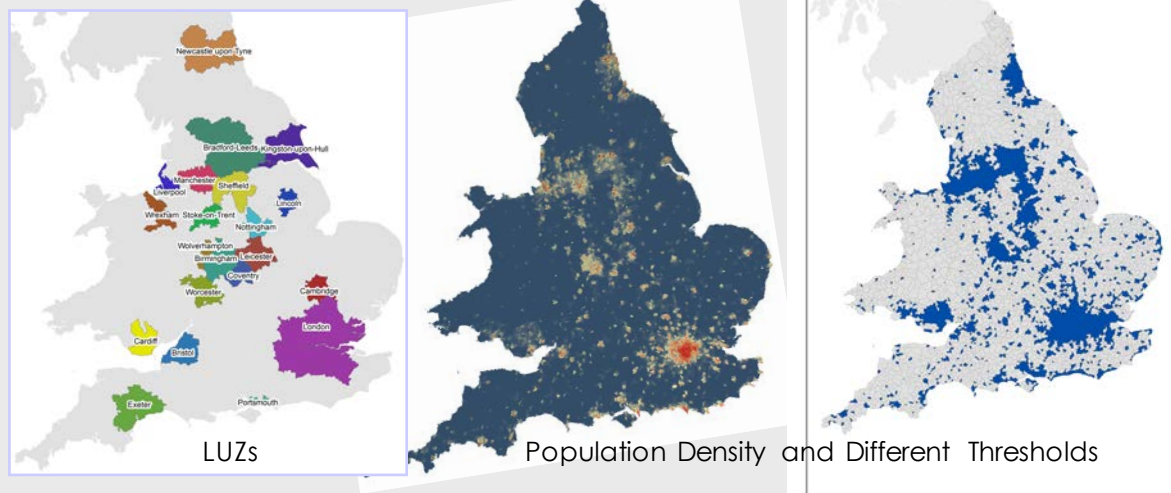 Newcastle upon Tyne
Bradford-Leeds
Kingston-upon-Hull
Manchester
Sheffield
Liverpool
Lincoln
Wrexham
Stoke-on-Trent
Nottingham
Wolverhampton
Birmingham
Leicester
Coventry
Worcester
Cambridge
London
Cardiff
Bristol
Exeter
Portsmouth
LUZs
Population Density and Different Thresholds